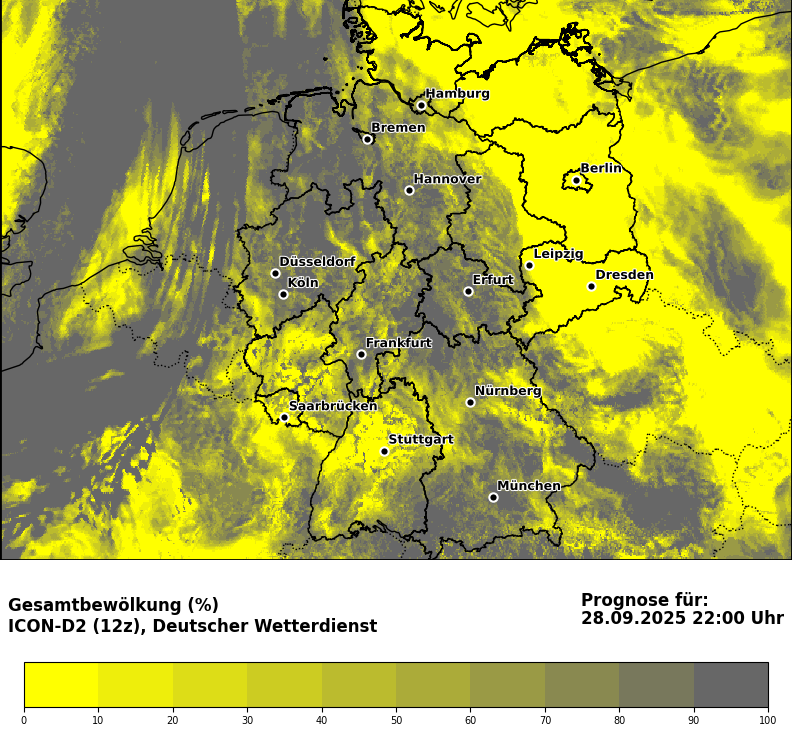 Hamburg
Bremen
Berlin
Hannover
Leipzig
Düsseldorf
Dresden
Köln
Erfurt
Frankfurt
Nürnberg
Saarbrücken
Stuttgart
München
Gesamtbewölkung (%)
ICON-D2 (12z), Deutscher Wetterdienst
Prognose für:
28.09.2025 22:00 Uhr
0 10 20 30 40 50 60 70 80 90 100